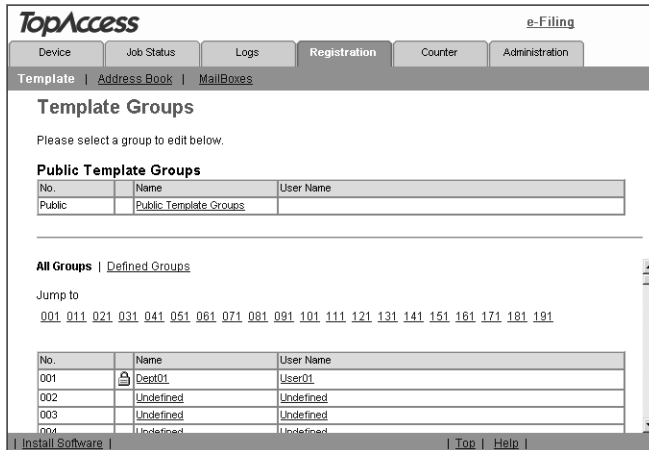 TopAccess
e-Filing
Device Job Status Logs Registration Counter Administration
Template | Address Book | MailBoxes
Template Groups
Please select a group to edit below.
Public Template Groups
No. Name User Name
Public Public Template Groups
All Groups | Defined Groups
Jump to
001 011 021 031 041 051 061 071 081 091 101 111 121 131 141 151 161 171 181 191
No. Name User Name
001 Dept01 User01
002 Undefined Undefined
003 Undefined Undefined
004 Undefined Undefined
| Install Software | | Top | Help |